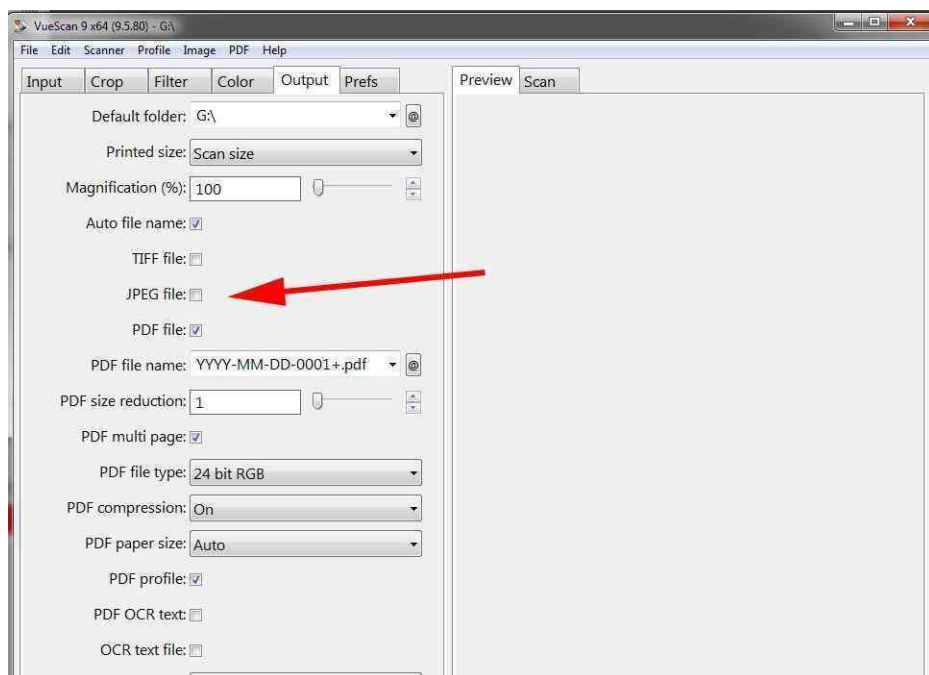 VueScan 9 x64 (9.5.80) - G:\
File Edit Scanner Profile Image PDF Help
Input Crop Filter Color Output Prefs Preview Scan
Default folder: G:\ @
Printed size: Scan size
Magnification (%): 100
Auto file name:
TIFF file:
JPEG file:
PDF file:
PDF file name: YYYY-MM-DD-0001+.pdf @
PDF size reduction: 1
PDF multi page:
PDF file type: 24 bit RGB
PDF compression: On
PDF paper size: Auto
PDF profile:
PDF OCR text:
OCR text file: